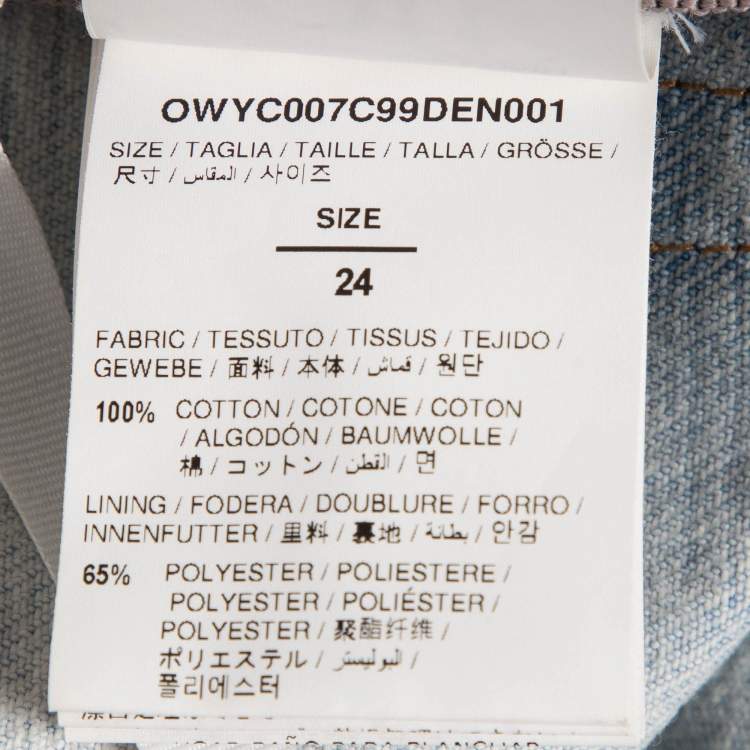 OWYC007C99DEN001
SIZE / TAGLIA / TAILLE / TALLA / GRÖSSE /
尺寸 / المقاس / 사이즈
SIZE
24
FABRIC / TESSUTO / TISSUS / TEJIDO /
GEWEBE / 面料 / 本体 / قماش / 원단
100% COTTON / COTONE / COTON
/ ALGODÓN / BAUMWOLLE /
棉 / コットン / القطن / 면
LINING / FODERA / DOUBLURE / FORRO /
INNENFUTTER / 里料 / 裏地 / بطانة / 안감
65% POLYESTER / POLIESTERE /
POLYESTER / POLIÉSTER /
POLYESTER / 聚酯纤维 /
ポリエステル / البوليستر /
폴리에스터